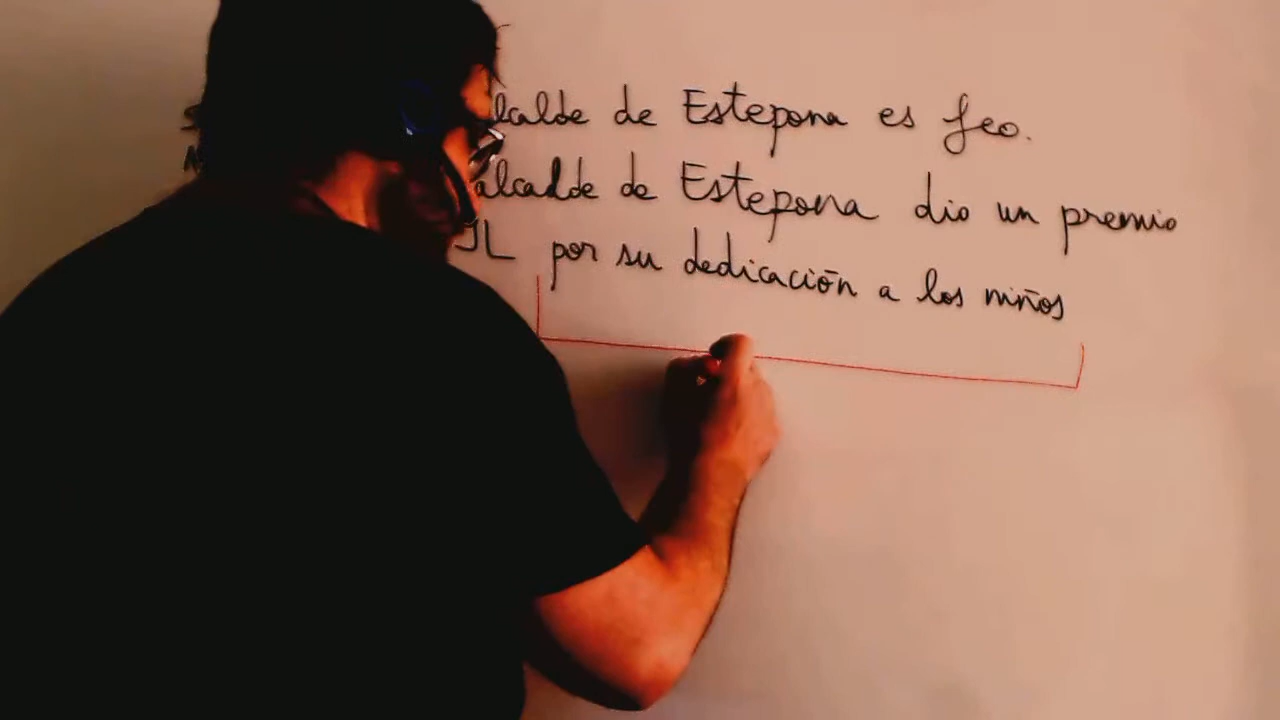 alcalde de Estepona es feo.
alcalde de Estepona dio un premio
JL por su dedicación a los niños